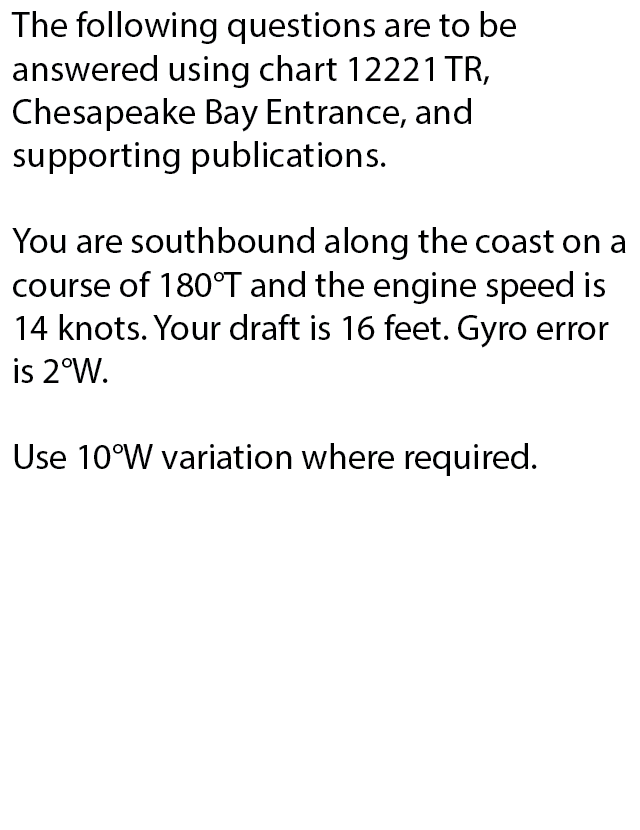 The following questions are to be
answered using chart 12221 TR,
Chesapeake Bay Entrance, and
supporting publications.
You are southbound along the coast on a
course of 180°T and the engine speed is
14 knots. Your draft is 16 feet. Gyro error
is 2°W.
Use 10°W variation where required.